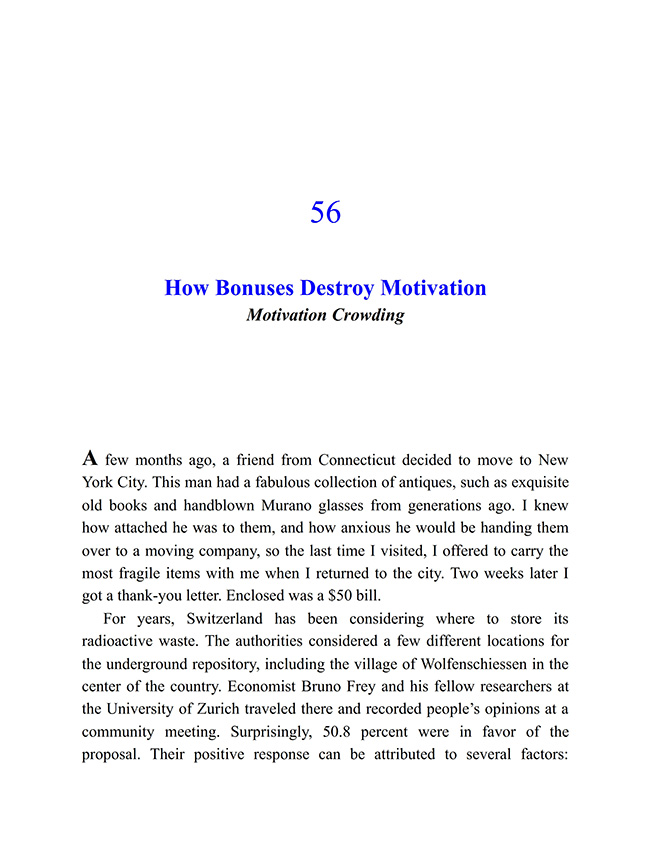 56
How Bonuses Destroy Motivation
Motivation Crowding
A few months ago, a friend from Connecticut decided to move to New
York City. This man had a fabulous collection of antiques, such as exquisite
old books and handblown Murano glasses from generations ago. I knew
how attached he was to them, and how anxious he would be handing them
over to a moving company, so the last time I visited, I offered to carry the
most fragile items with me when I returned to the city. Two weeks later I
got a thank-you letter. Enclosed was a $50 bill.
For years, Switzerland has been considering where to store its
radioactive waste. The authorities considered a few different locations for
the underground repository, including the village of Wolfenschiessen in the
center of the country. Economist Bruno Frey and his fellow researchers at
the University of Zurich traveled there and recorded people’s opinions at a
community meeting. Surprisingly, 50.8 percent were in favor of the
proposal. Their positive response can be attributed to several factors: